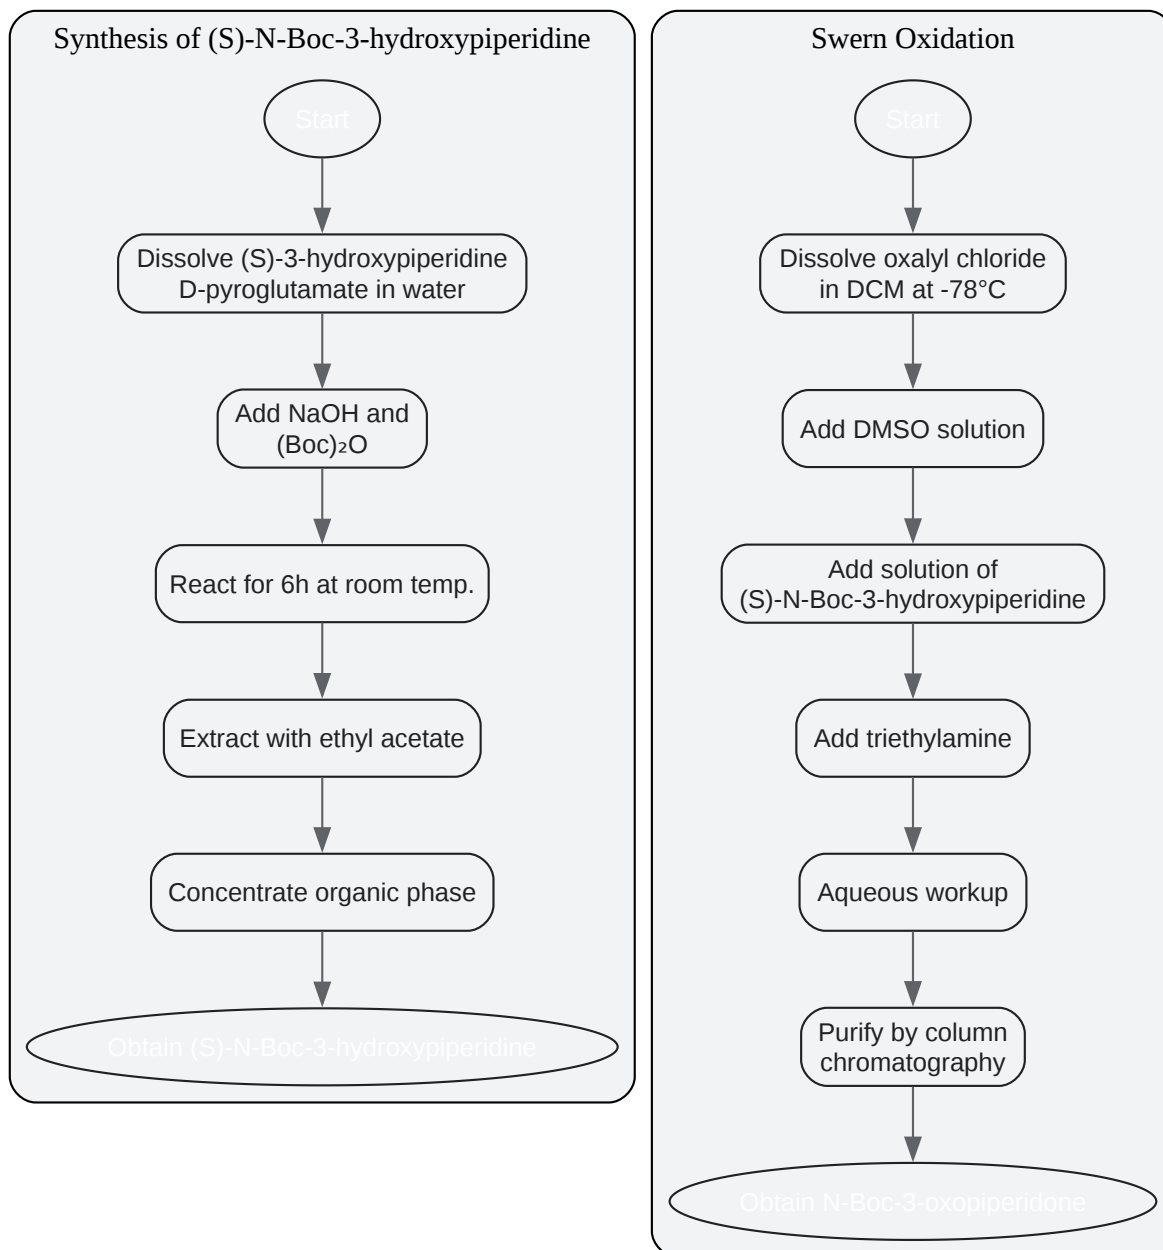 Synthesis of (S)-N-Boc-3-hydroxypiperidine
Start
Dissolve (S)-3-hydroxypiperidine
D-pyroglutamate in water
Add NaOH and
(Boc)₂O
React for 6h at room temp.
Extract with ethyl acetate
Concentrate organic phase
Obtain (S)-N-Boc-3-hydroxypiperidine
Swern Oxidation
Start
Dissolve oxalyl chloride
in DCM at -78°C
Add DMSO solution
Add solution of
(S)-N-Boc-3-hydroxypiperidine
Add triethylamine
Aqueous workup
Purify by column
chromatography
Obtain N-Boc-3-oxopiperidone